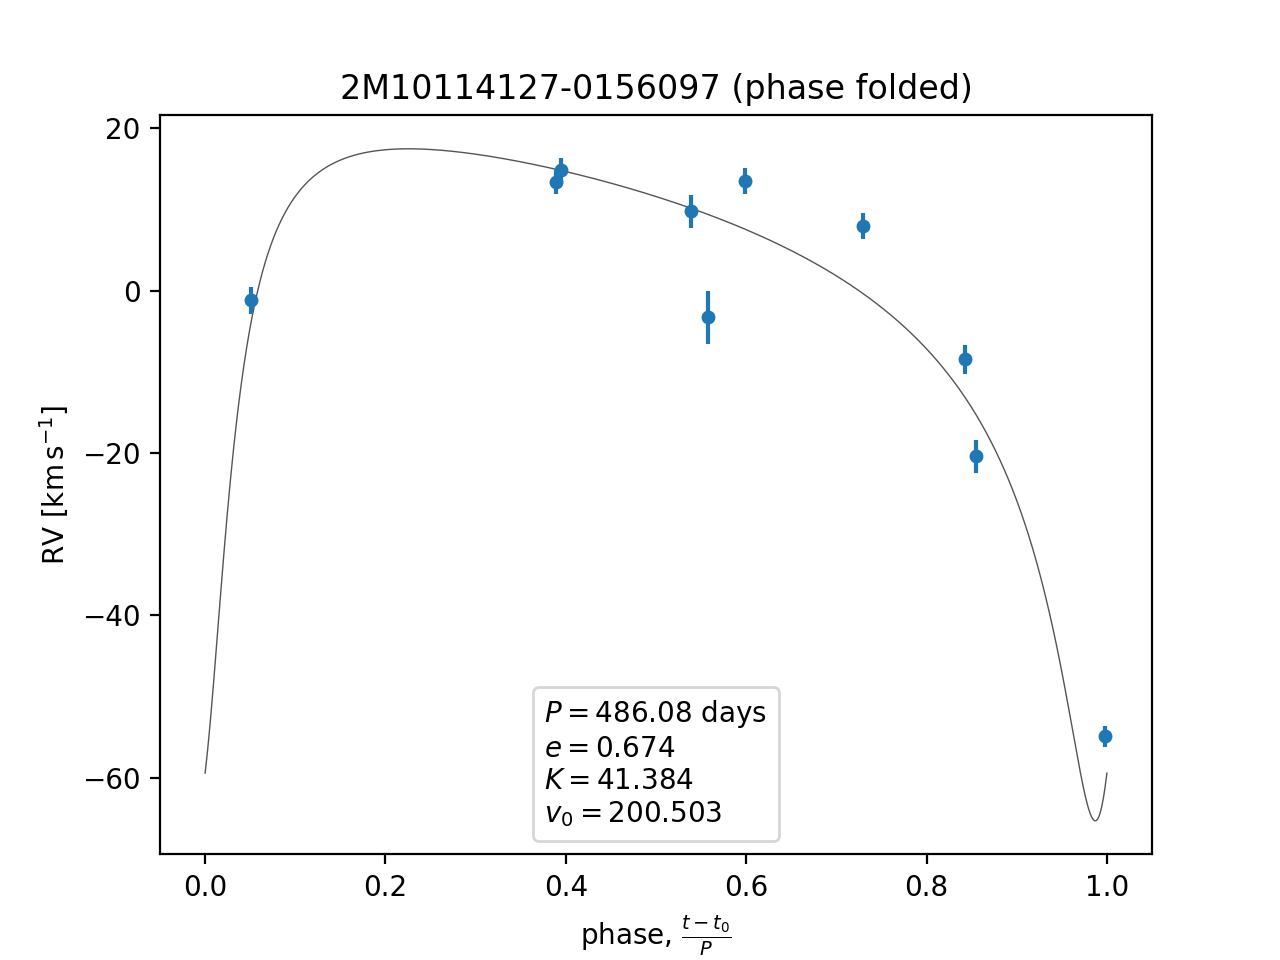 2M10114127-0156097 (phase folded)
20
0
−20
−40
−60
RV [km s⁻¹]
P = 486.08 days
e = 0.674
K = 41.384
v₀ = 200.503
0.0 0.2 0.4 0.6 0.8 1.0
phase, (t − t₀)/P